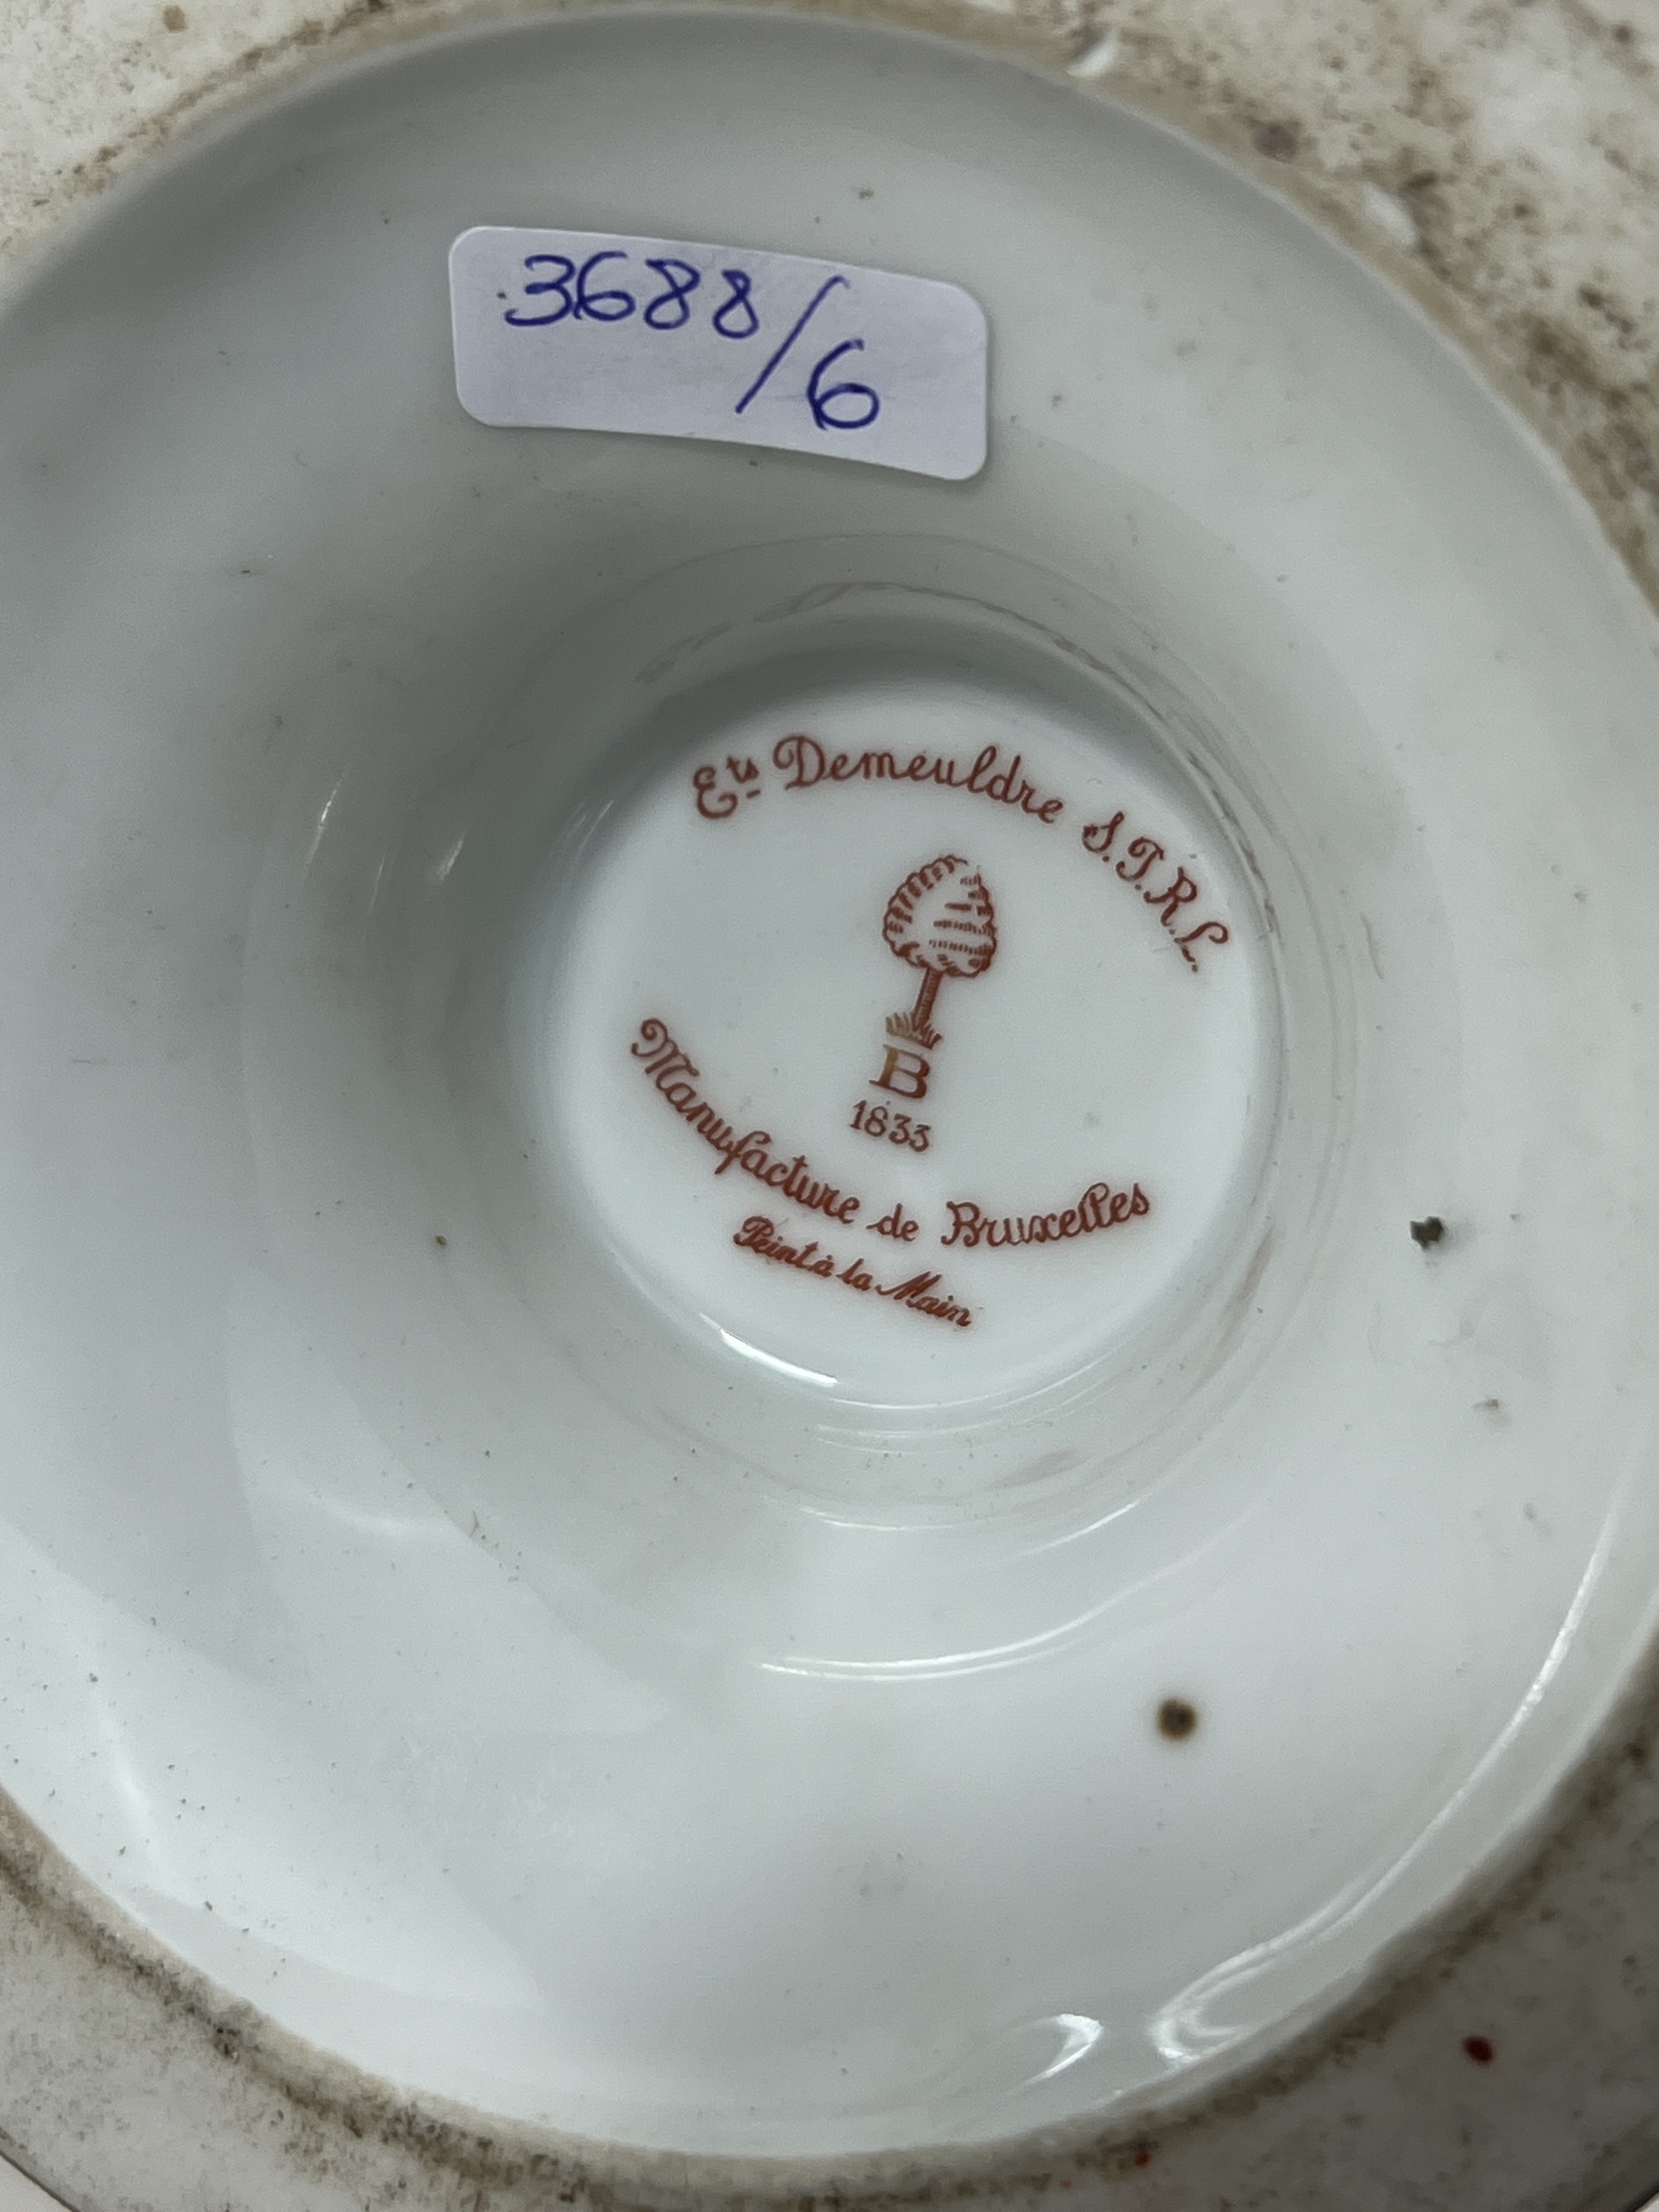 3688/6
Ets Demeuldre S.P.R.L.
B
1833
Manufacture de Bruxelles
Peint à la Main